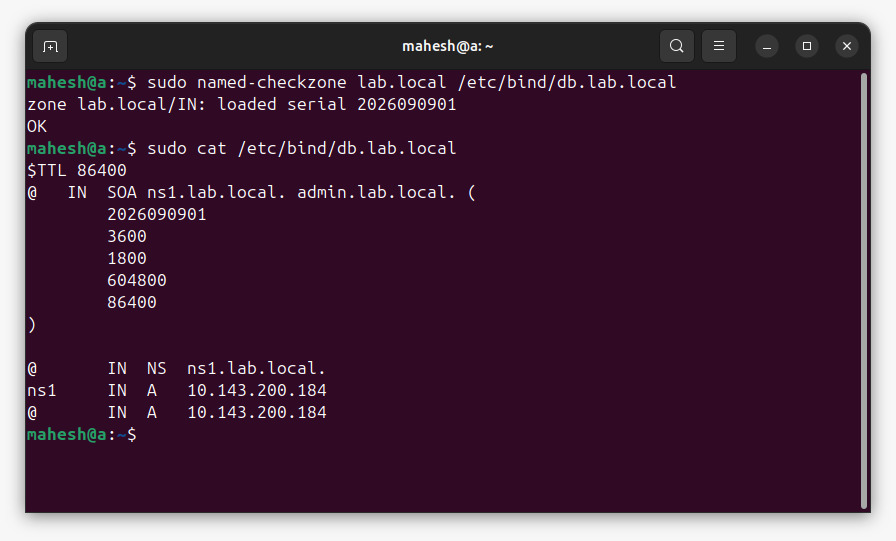 mahesh@a: ~
mahesh@a:~$ sudo named-checkzone lab.local /etc/bind/db.lab.local
zone lab.local/IN: loaded serial 2026090901
OK
mahesh@a:~$ sudo cat /etc/bind/db.lab.local
$TTL 86400
@   IN  SOA ns1.lab.local. admin.lab.local. (
        2026090901
        3600
        1800
        604800
        86400
)

@       IN  NS  ns1.lab.local.
ns1     IN  A   10.143.200.184
@       IN  A   10.143.200.184
mahesh@a:~$